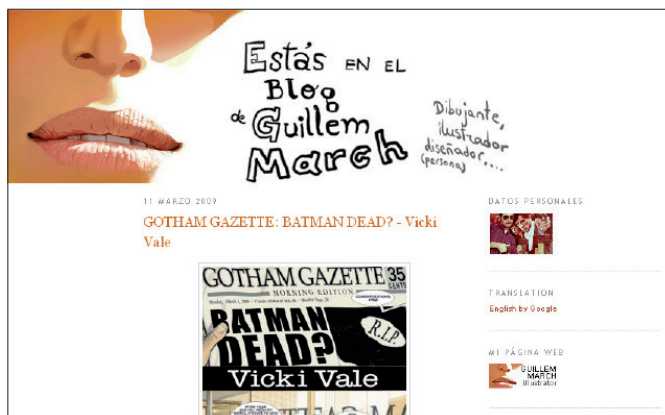 Estás EN EL
Blog
de Guillem
March
Dibujante,
ilustrador
diseñador....
(persona)
11 MARZO 2009
GOTHAM GAZETTE: BATMAN DEAD? - Vicki
Vale
GOTHAM GAZETTE 35
CENTS
MORNING EDITION
BATMAN
DEAD?
R.I.P.
Vicki Vale
DATOS PERSONALES
TRANSLATION
English by Google
MI PÁGINA WEB
GUILLEM
MARCH
illustrator